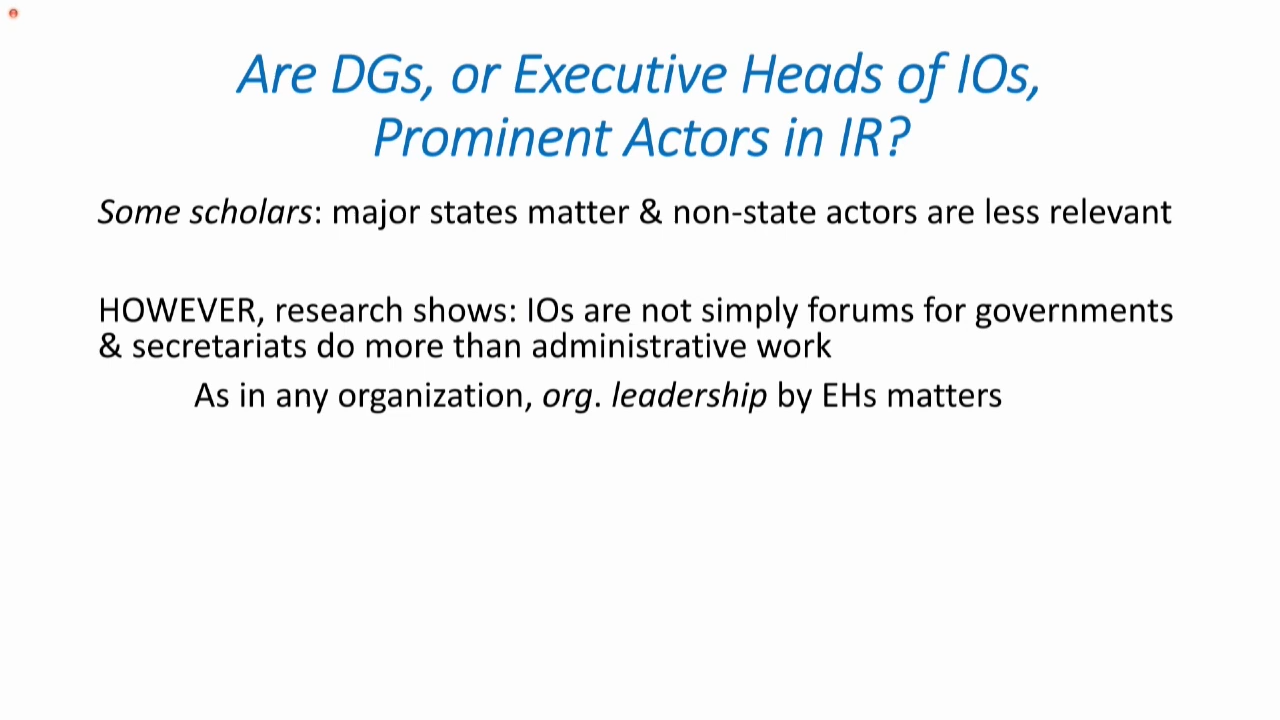 Are DGs, or Executive Heads of IOs,
Prominent Actors in IR?
Some scholars: major states matter & non-state actors are less relevant
HOWEVER, research shows: IOs are not simply forums for governments
& secretariats do more than administrative work
As in any organization, org. leadership by EHs matters